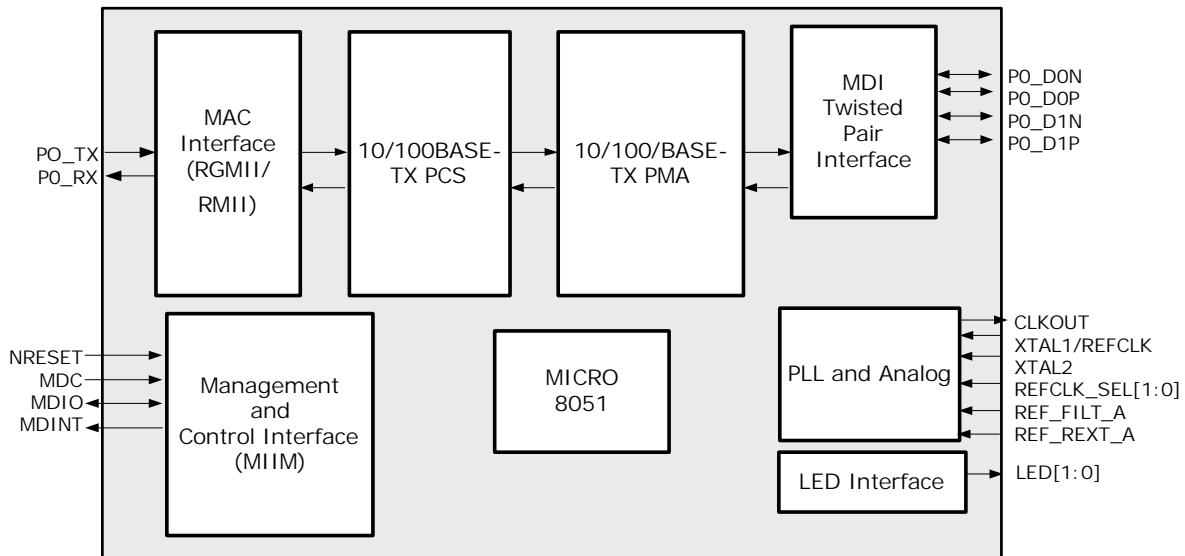 MAC
Interface
(RGMII/
RMII)
10/100BASE-
TX PCS
10/100/BASE-
TX PMA
MDI
Twisted
Pair
Interface
PO_TX
P0_RX
P0_D0N
P0_D0P
P0_D1N
P0_D1P
NRESET
MDC
MDIO
MDINT
Management
and
Control Interface
(MIIM)
MICRO
8051
PLL and Analog
CLKOUT
XTAL1/REFCLK
XTAL2
REFCLK_SEL[1:0]
REF_FILT_A
REF_REXT_A
LED Interface
LED[1:0]